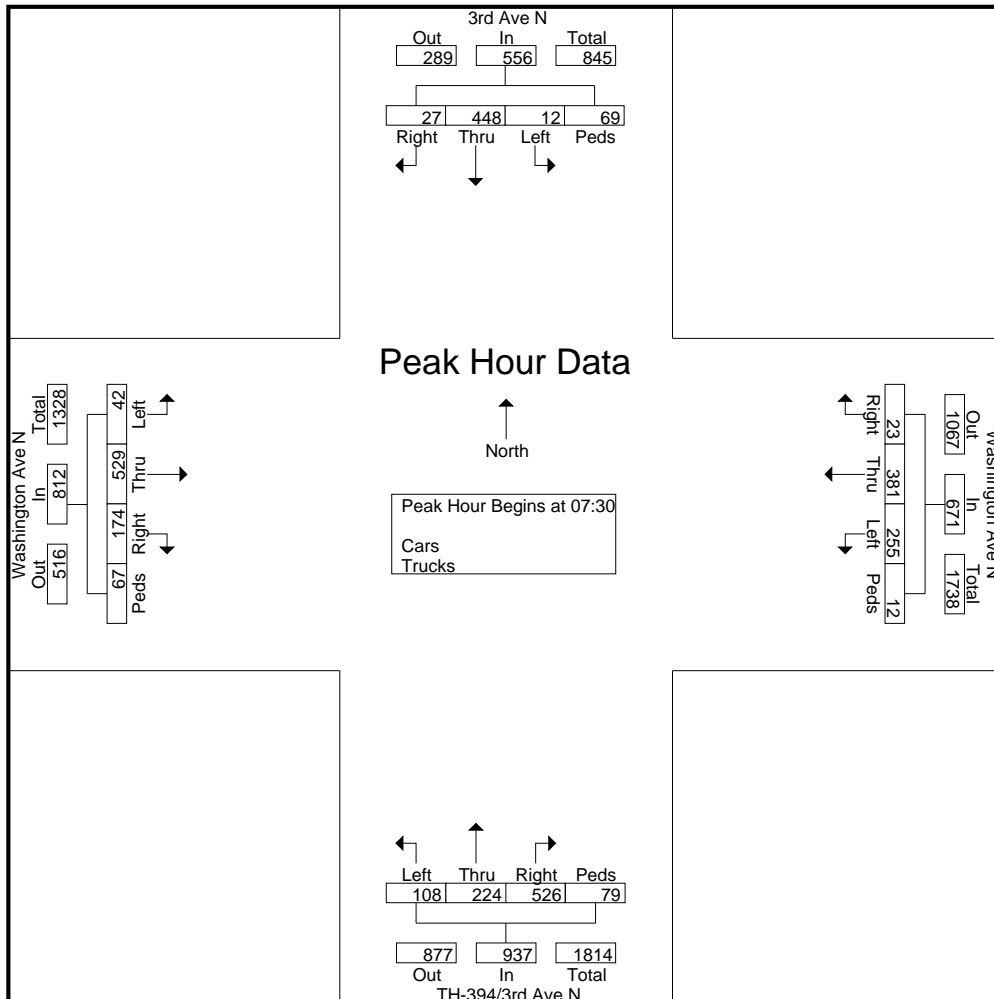 3rd Ave N
Out In Total
289 556 845
27 448 12 69
Right Thru Left Peds
Peak Hour Data
North
Peak Hour Begins at 07:30
Cars
Trucks
Washington Ave N
Total In Out
1328 812 516
42 529 174 67
Left Thru Right Peds
Right Thru Left Peds
23 381 255 12
Out In Total
1067 671 1738
Washington Ave N
Left Thru Right Peds
108 224 526 79
877 937 1814
Out In Total
TH-394/3rd Ave N